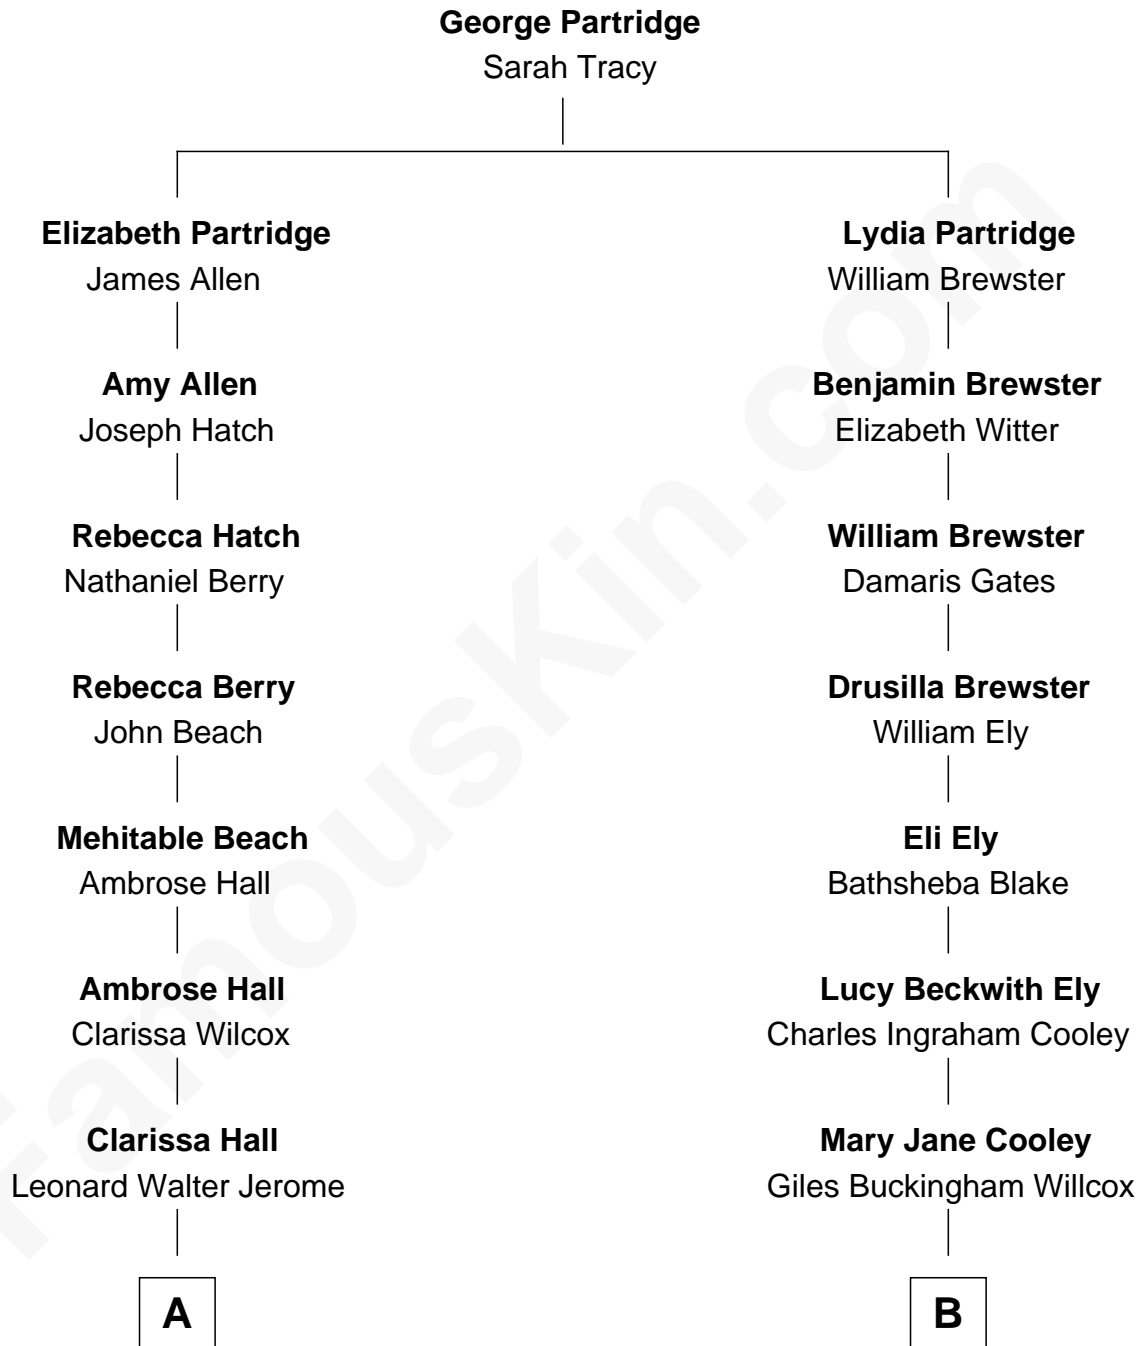 George Partridge
Sarah Tracy
Elizabeth Partridge
James Allen
Lydia Partridge
William Brewster
Amy Allen
Joseph Hatch
Benjamin Brewster
Elizabeth Witter
Rebecca Hatch
Nathaniel Berry
William Brewster
Damaris Gates
Rebecca Berry
John Beach
Drusilla Brewster
William Ely
Mehitable Beach
Ambrose Hall
Eli Ely
Bathsheba Blake
Ambrose Hall
Clarissa Wilcox
Lucy Beckwith Ely
Charles Ingraham Cooley
Clarissa Hall
Leonard Walter Jerome
Mary Jane Cooley
Giles Buckingham Willcox
A
B
FamousKin.com